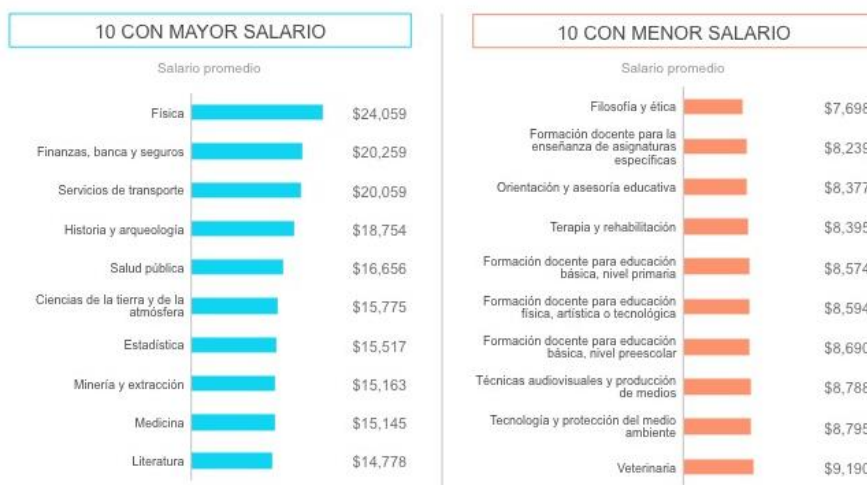 10 CON MAYOR SALARIO
Salario promedio
Física $24,059
Finanzas, banca y seguros $20,259
Servicios de transporte $20,059
Historia y arqueología $18,754
Salud pública $16,656
Ciencias de la tierra y de la
atmósfera $15,775
Estadística $15,517
Minería y extracción $15,163
Medicina $15,145
Literatura $14,778
10 CON MENOR SALARIO
Salario promedio
Filosofía y ética $7,698
Formación docente para la
enseñanza de asignaturas
específicas $8,239
Orientación y asesoría educativa $8,377
Terapia y rehabilitación $8,395
Formación docente para educación
básica, nivel primaria $8,574
Formación docente para educación
física, artística o tecnológica $8,594
Formación docente para educación
básica, nivel preescolar $8,690
Técnicas audiovisuales y producción
de medios $8,788
Tecnología y protección del medio
ambiente $8,795
Veterinaria $9,190